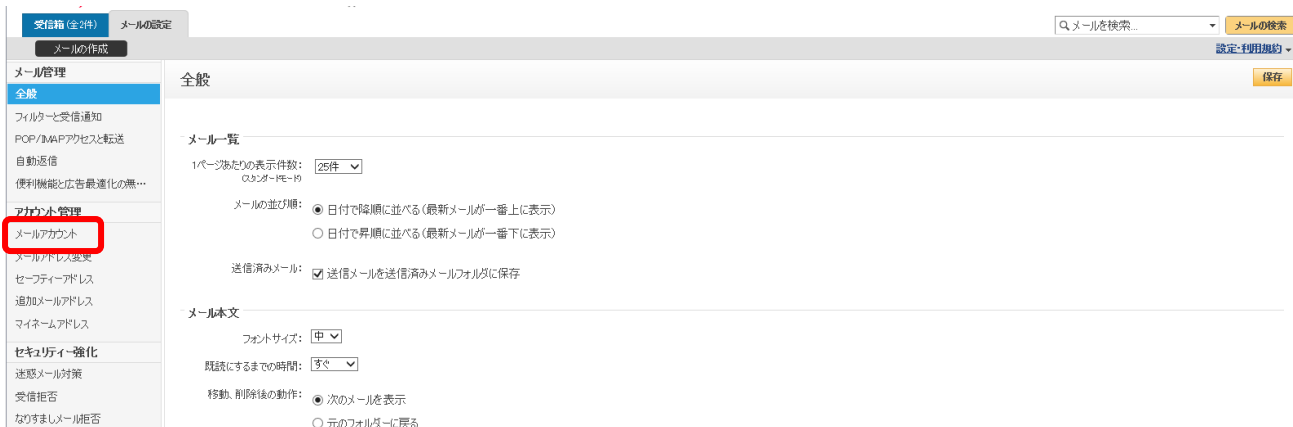 受信箱(全2件) メールの設定 メールを検索... メールの検索
メールの作成 設定・利用規約
メール管理
全般
フィルターと受信通知
POP/IMAPアクセスと転送
自動返信
便利機能と広告最適化の無…
アカウント管理
メールアカウント
メールアドレス変更
セーフティーアドレス
追加メールアドレス
マイネームアドレス
セキュリティー強化
迷惑メール対策
受信拒否
なりすましメール拒否
全般 保存
メール一覧
1ページあたりの表示件数: 25件
(スタンダードモード)
メールの並び順: 日付で降順に並べる(最新メールが一番上に表示)
日付で昇順に並べる(最新メールが一番下に表示)
送信済みメール: 送信メールを送信済みメールフォルダに保存
メール本文
フォントサイズ: 中
既読にするまでの時間: すぐ
移動、削除後の動作: 次のメールを表示
元のフォルダーに戻る